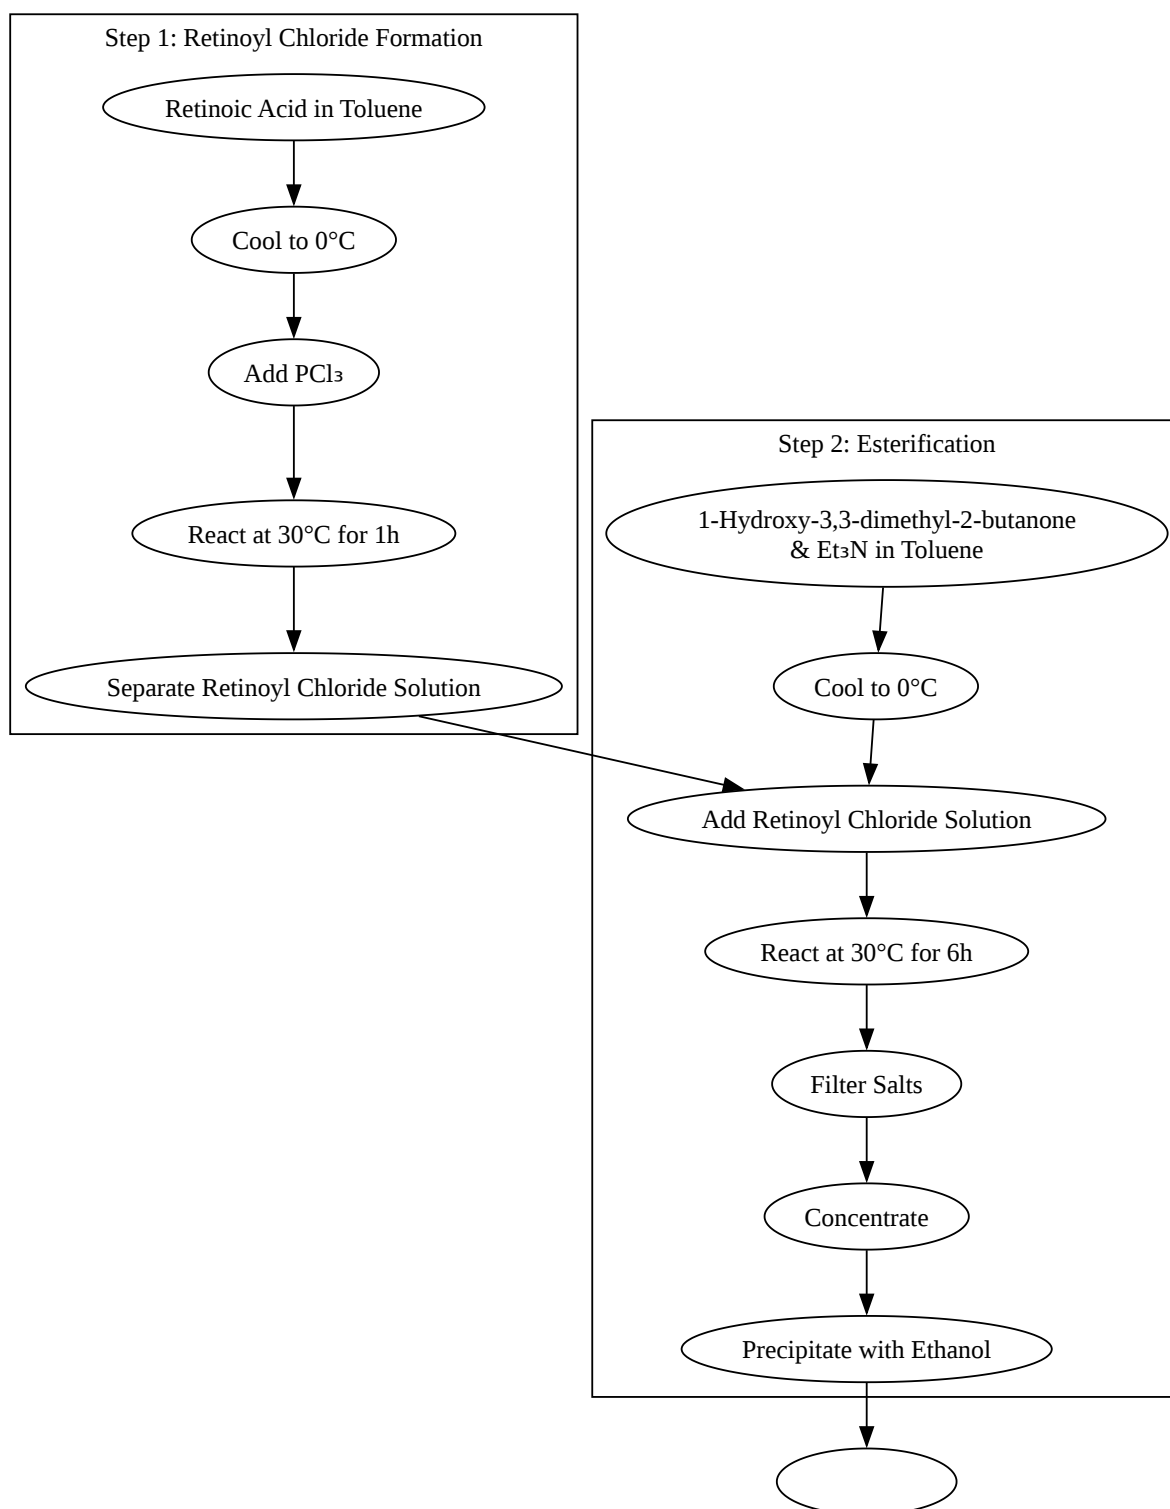 Step 1: Retinoyl Chloride Formation
Retinoic Acid in Toluene
Cool to 0°C
Add PCl₃
React at 30°C for 1h
Separate Retinoyl Chloride Solution
Step 2: Esterification
1-Hydroxy-3,3-dimethyl-2-butanone
& Et₃N in Toluene
Cool to 0°C
Add Retinoyl Chloride Solution
React at 30°C for 6h
Filter Salts
Concentrate
Precipitate with Ethanol